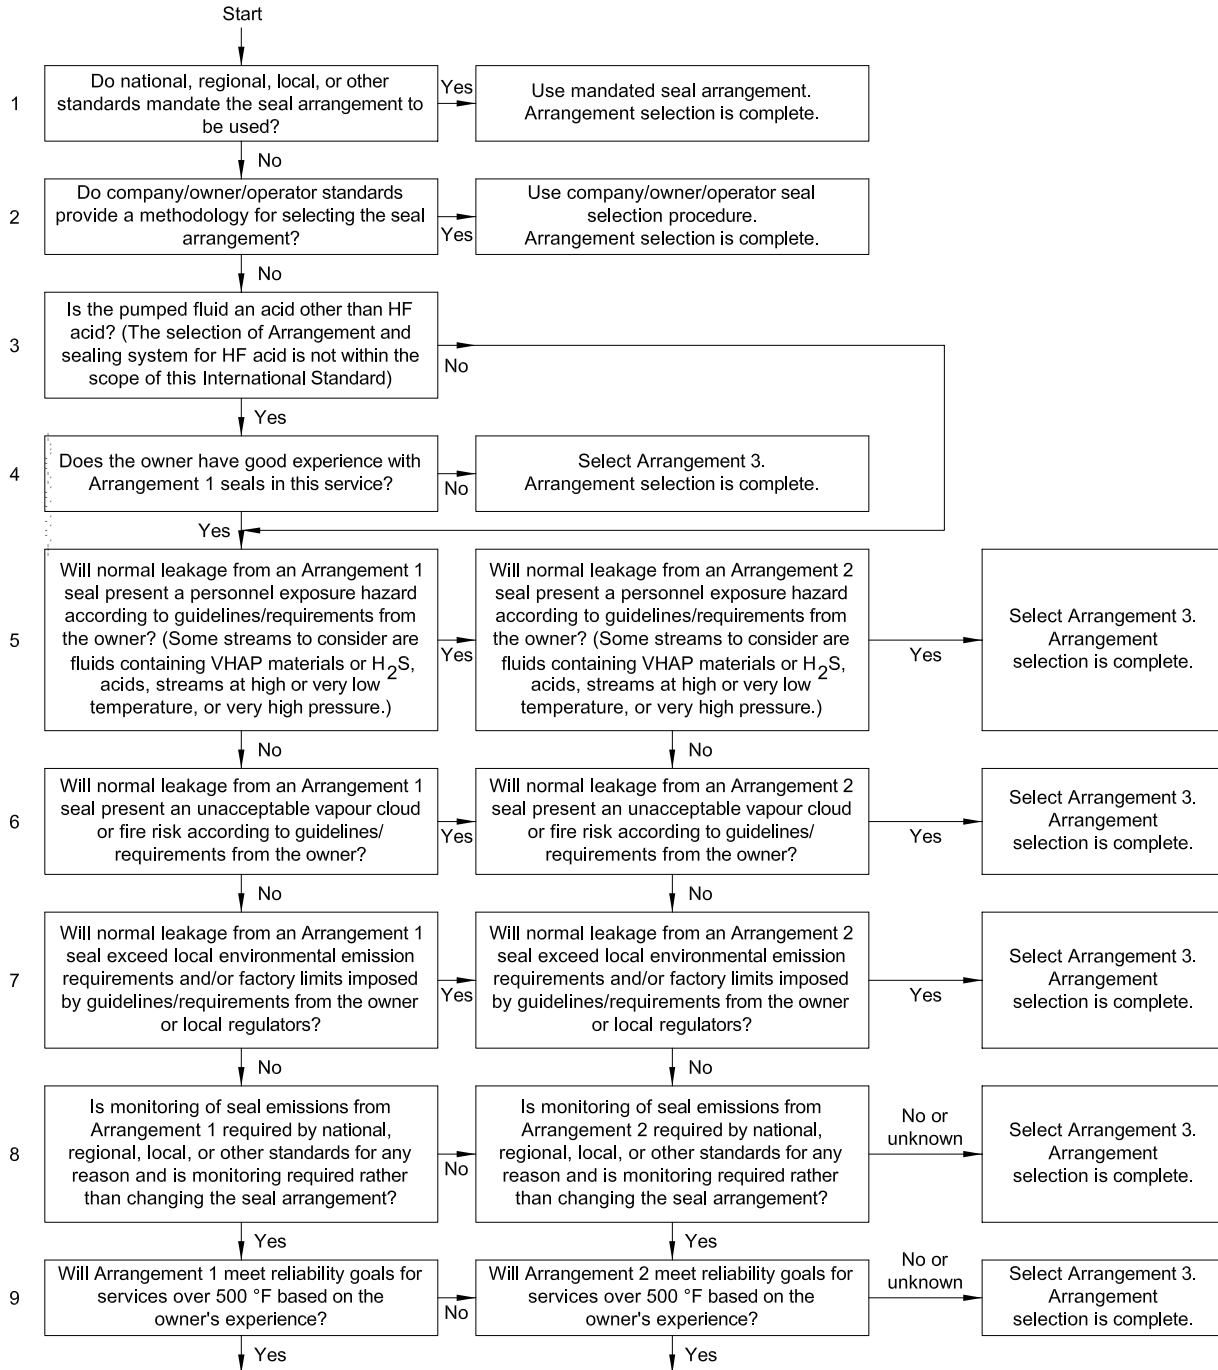 Start
1
Do national, regional, local, or other
standards mandate the seal arrangement to
be used?
Yes
Use mandated seal arrangement.
Arrangement selection is complete.
No
2
Do company/owner/operator standards
provide a methodology for selecting the seal
arrangement?
Yes
Use company/owner/operator seal
selection procedure.
Arrangement selection is complete.
No
3
Is the pumped fluid an acid other than HF
acid? (The selection of Arrangement and
sealing system for HF acid is not within the
scope of this International Standard)
No
Yes
4
Does the owner have good experience with
Arrangement 1 seals in this service?
No
Select Arrangement 3.
Arrangement selection is complete.
Yes
5
Will normal leakage from an Arrangement 1
seal present a personnel exposure hazard
according to guidelines/requirements from
the owner? (Some streams to consider are
fluids containing VHAP materials or H2S,
acids, streams at high or very low
temperature, or very high pressure.)
Yes
Will normal leakage from an Arrangement 2
seal present a personnel exposure hazard
according to guidelines/requirements from
the owner? (Some streams to consider are
fluids containing VHAP materials or H2S,
acids, streams at high or very low
temperature, or very high pressure.)
Yes
Select Arrangement 3.
Arrangement
selection is complete.
No
No
6
Will normal leakage from an Arrangement 1
seal present an unacceptable vapour cloud
or fire risk according to guidelines/
requirements from the owner?
Yes
Will normal leakage from an Arrangement 2
seal present an unacceptable vapour cloud
or fire risk according to guidelines/
requirements from the owner?
Yes
Select Arrangement 3.
Arrangement
selection is complete.
No
No
7
Will normal leakage from an Arrangement 1
seal exceed local environmental emission
requirements and/or factory limits imposed
by guidelines/requirements from the owner
or local regulators?
Yes
Will normal leakage from an Arrangement 2
seal exceed local environmental emission
requirements and/or factory limits imposed
by guidelines/requirements from the owner
or local regulators?
Yes
Select Arrangement 3.
Arrangement
selection is complete.
No
No
8
Is monitoring of seal emissions from
Arrangement 1 required by national,
regional, local, or other standards for any
reason and is monitoring required rather
than changing the seal arrangement?
No
Is monitoring of seal emissions from
Arrangement 2 required by national,
regional, local, or other standards for any
reason and is monitoring required rather
than changing the seal arrangement?
No or
unknown
Select Arrangement 3.
Arrangement
selection is complete.
Yes
Yes
9
Will Arrangement 1 meet reliability goals for
services over 500 °F based on the
owner's experience?
No
Will Arrangement 2 meet reliability goals for
services over 500 °F based on the
owner's experience?
No or
unknown
Select Arrangement 3.
Arrangement
selection is complete.
Yes
Yes